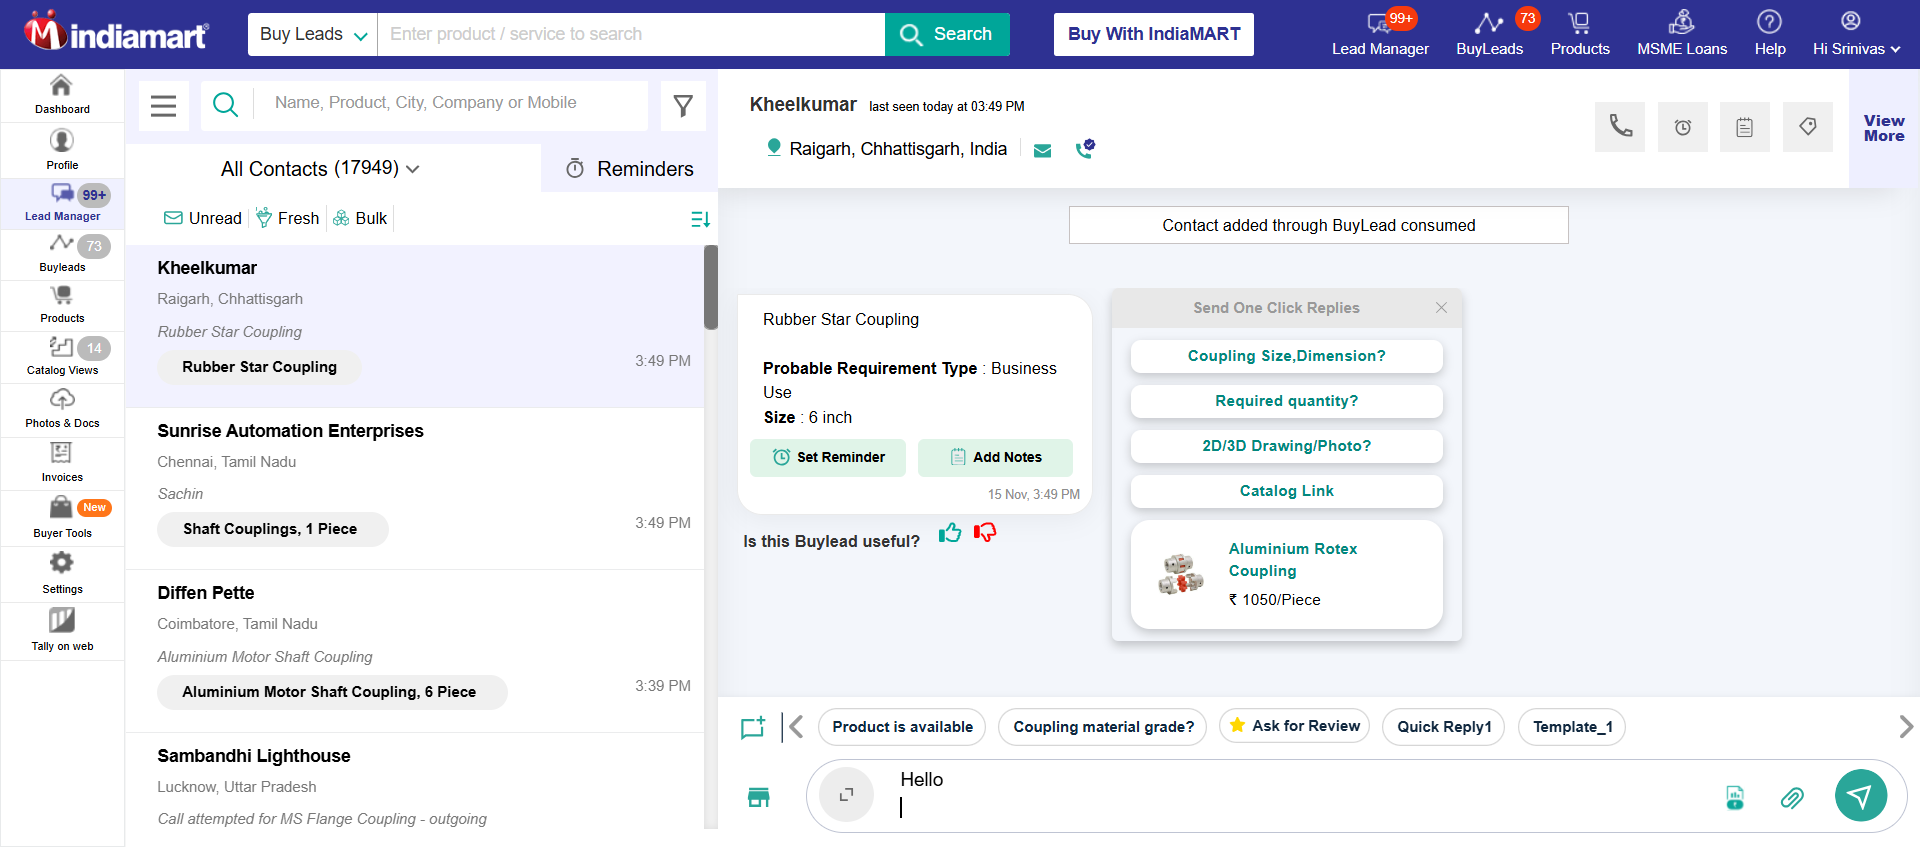 indiamart
Buy Leads
Enter product / service to search
Search
Buy With IndiaMART
99+
Lead Manager
73
BuyLeads
Products
MSME Loans
Help
Hi Srinivas
Dashboard
Profile
99+
Lead Manager
73
Buyleads
Products
14
Catalog Views
Photos & Docs
Invoices
New
Buyer Tools
Settings
Tally on web
Name, Product, City, Company or Mobile
All Contacts (17949)
Reminders
Unread
Fresh
Bulk
Kheelkumar
Raigarh, Chhattisgarh
Rubber Star Coupling
Rubber Star Coupling
3:49 PM
Sunrise Automation Enterprises
Chennai, Tamil Nadu
Sachin
Shaft Couplings, 1 Piece
3:49 PM
Diffen Pette
Coimbatore, Tamil Nadu
Aluminium Motor Shaft Coupling
Aluminium Motor Shaft Coupling, 6 Piece
3:39 PM
Sambandhi Lighthouse
Lucknow, Uttar Pradesh
Call attempted for MS Flange Coupling - outgoing
Kheelkumar last seen today at 03:49 PM
Raigarh, Chhattisgarh, India
View
More
Contact added through BuyLead consumed
Rubber Star Coupling
Probable Requirement Type : Business
Use
Size : 6 inch
Set Reminder
Add Notes
15 Nov, 3:49 PM
Is this Buylead useful?
Send One Click Replies
Coupling Size,Dimension?
Required quantity?
2D/3D Drawing/Photo?
Catalog Link
Aluminium Rotex
Coupling
₹ 1050/Piece
Product is available
Coupling material grade?
Ask for Review
Quick Reply1
Template_1
Hello